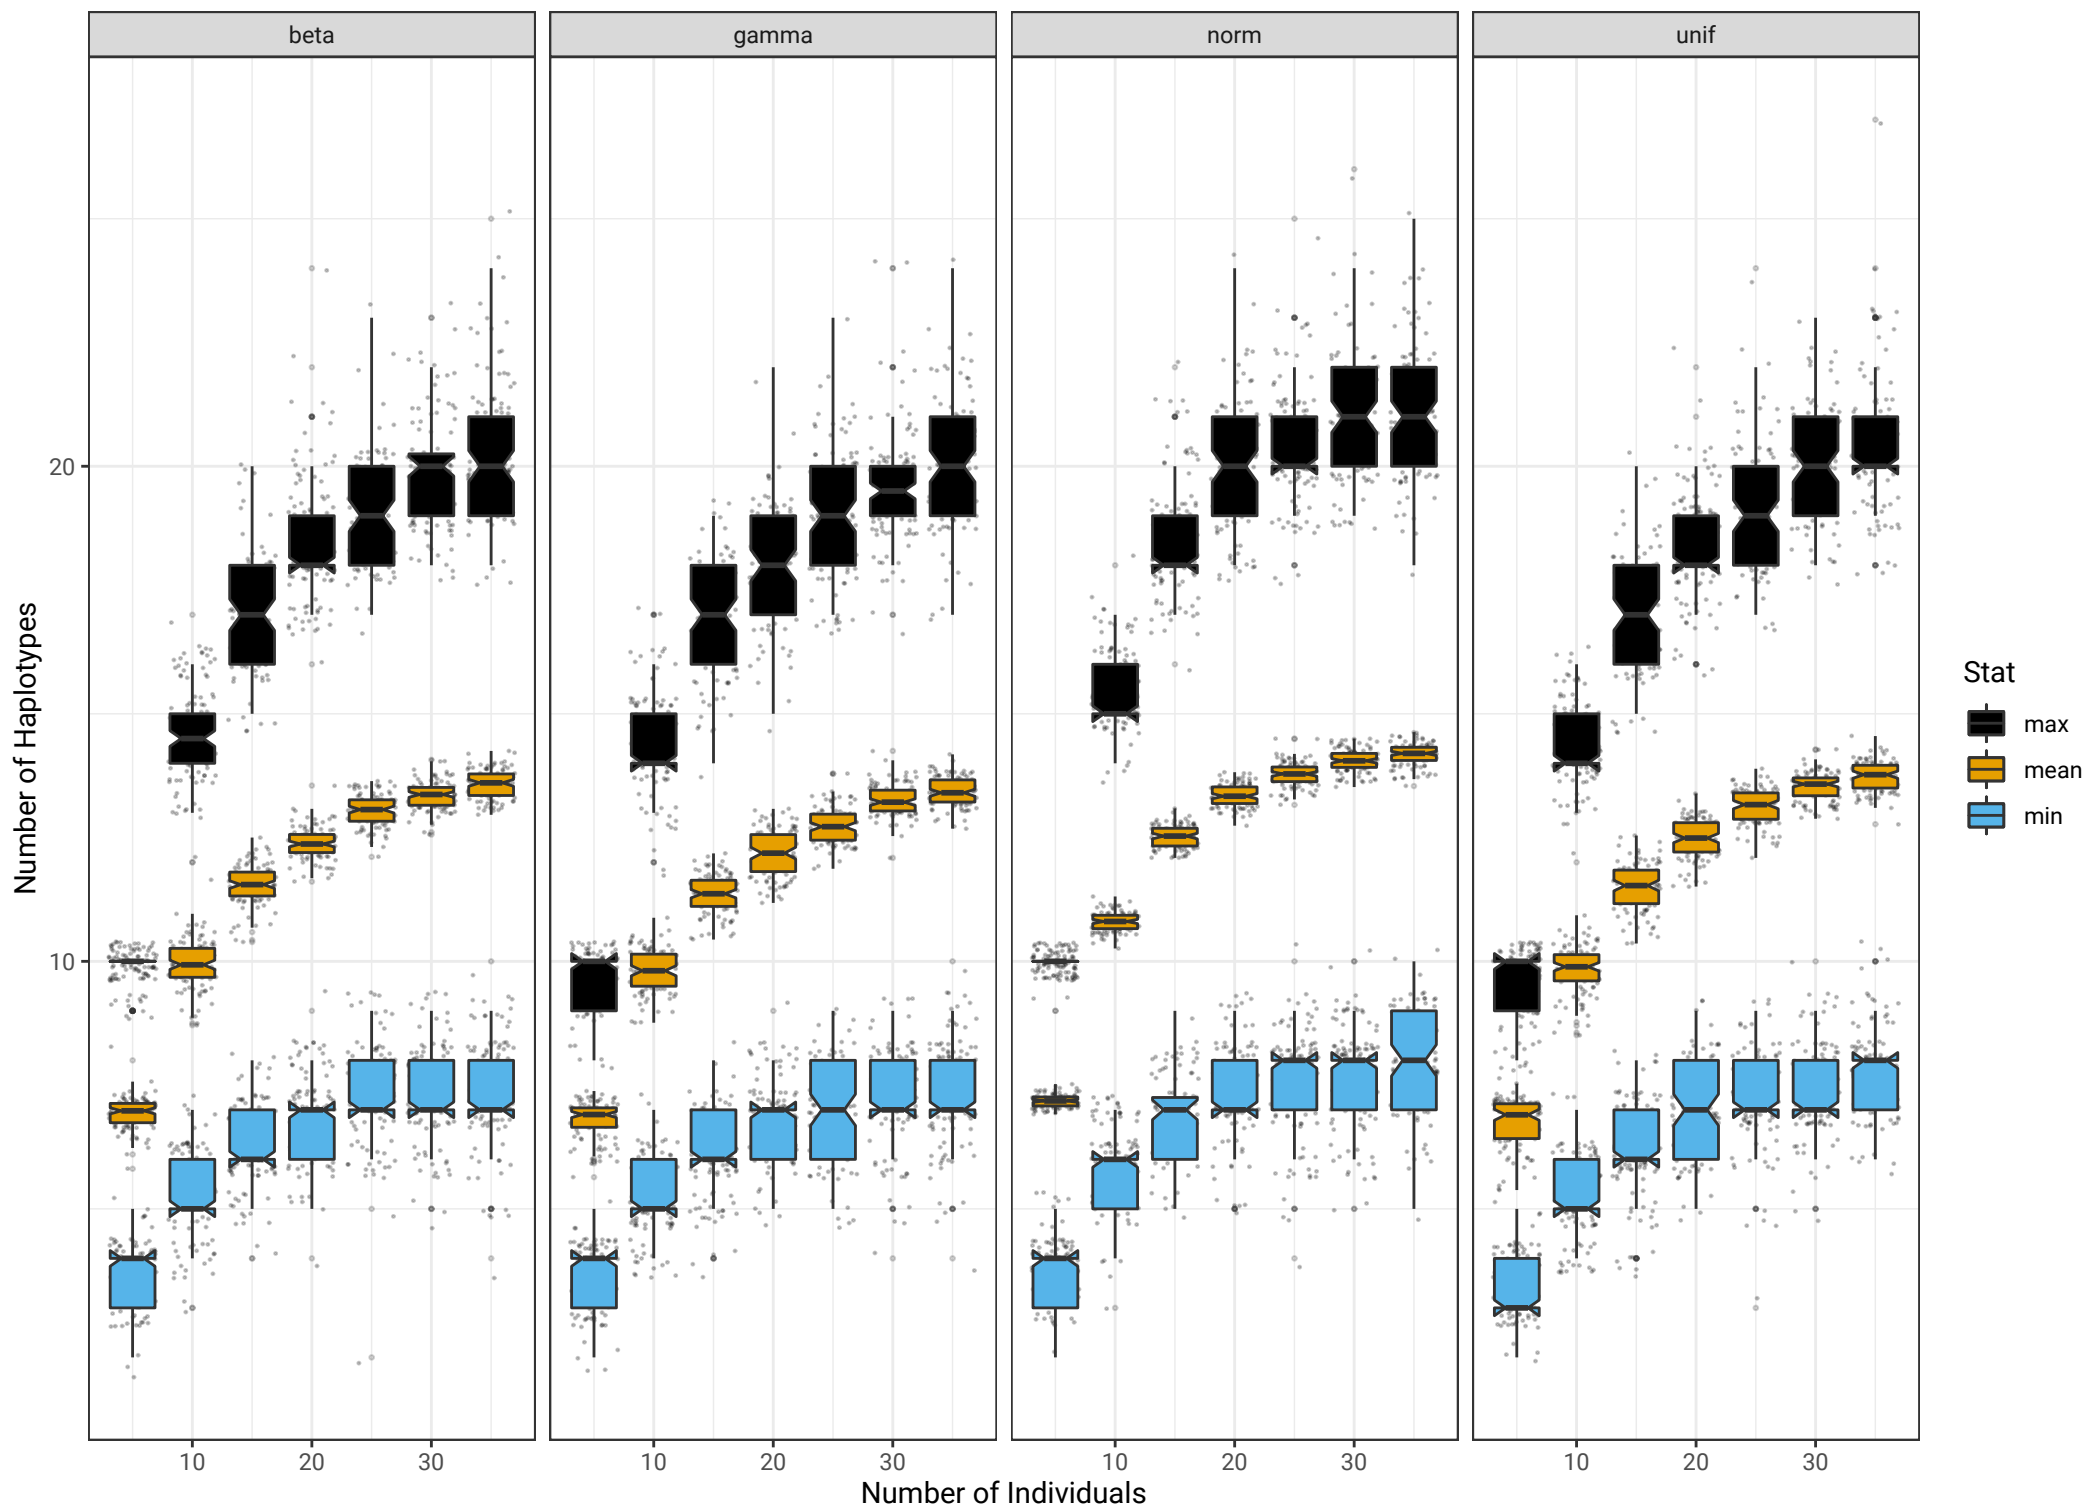 beta
gamma
norm
unif
Number of Haplotypes
20
10
10 20 30
10 20 30
10 20 30
10 20 30
Number of Individuals
Stat
max
mean
min